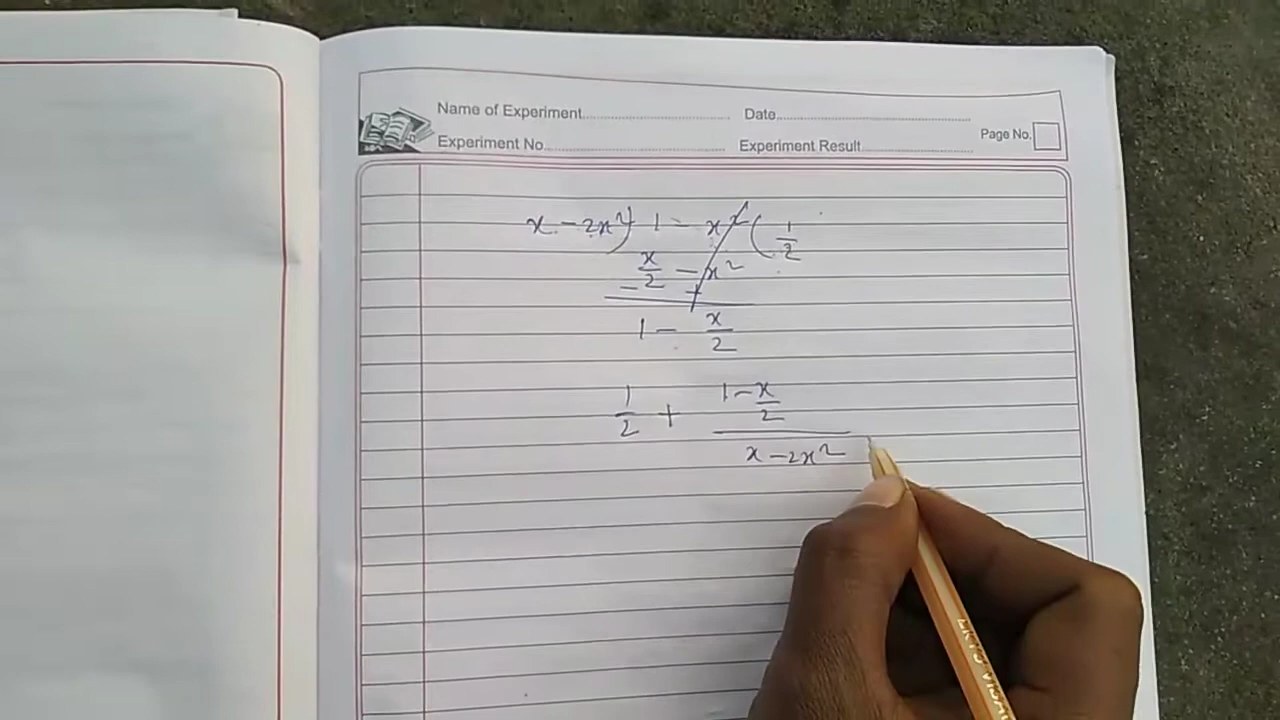 Name of Experiment.................... Date....................
Experiment No.................... Experiment Result.................... Page No.
x - 2x²) 1 - x² ( 1/2
x/2 - x²
- +
1 - x/2
1/2 + (1 - x/2)/(x - 2x²)